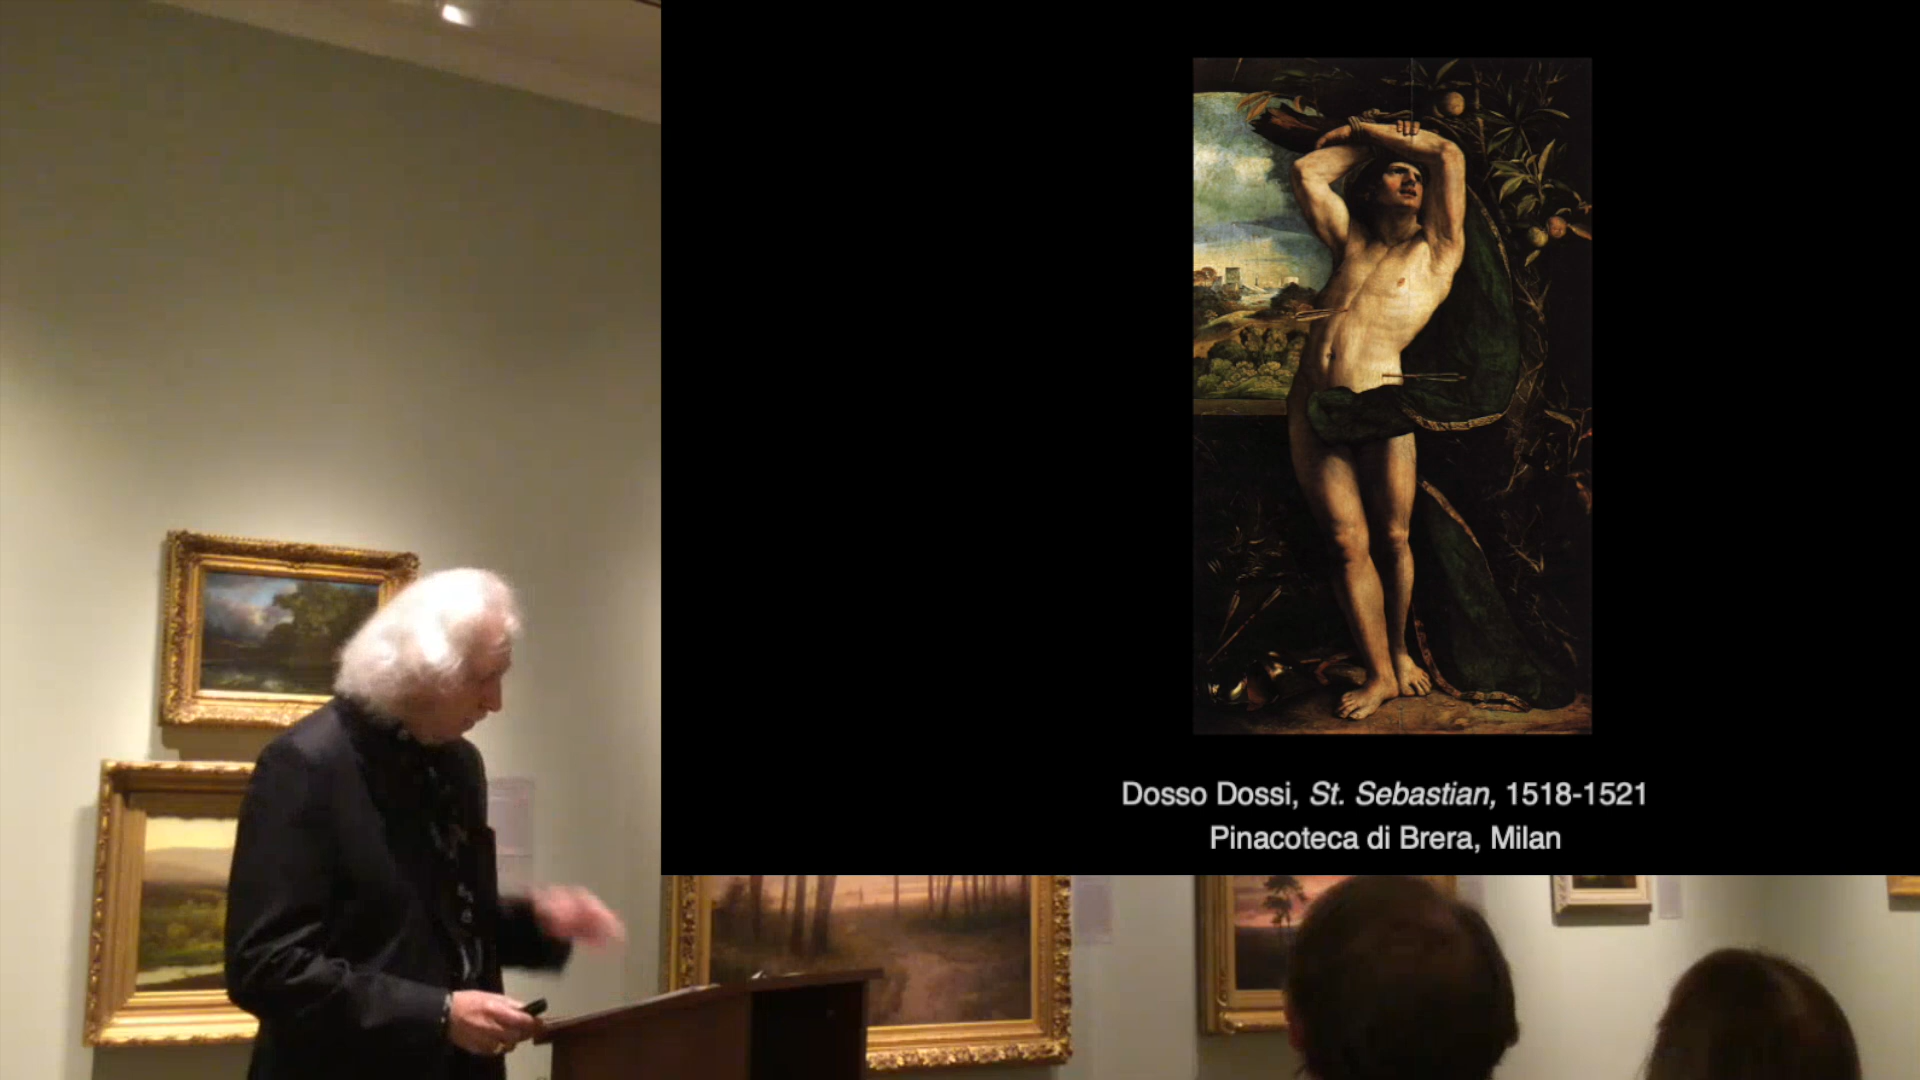 Dosso Dossi, St. Sebastian, 1518-1521
Pinacoteca di Brera, Milan